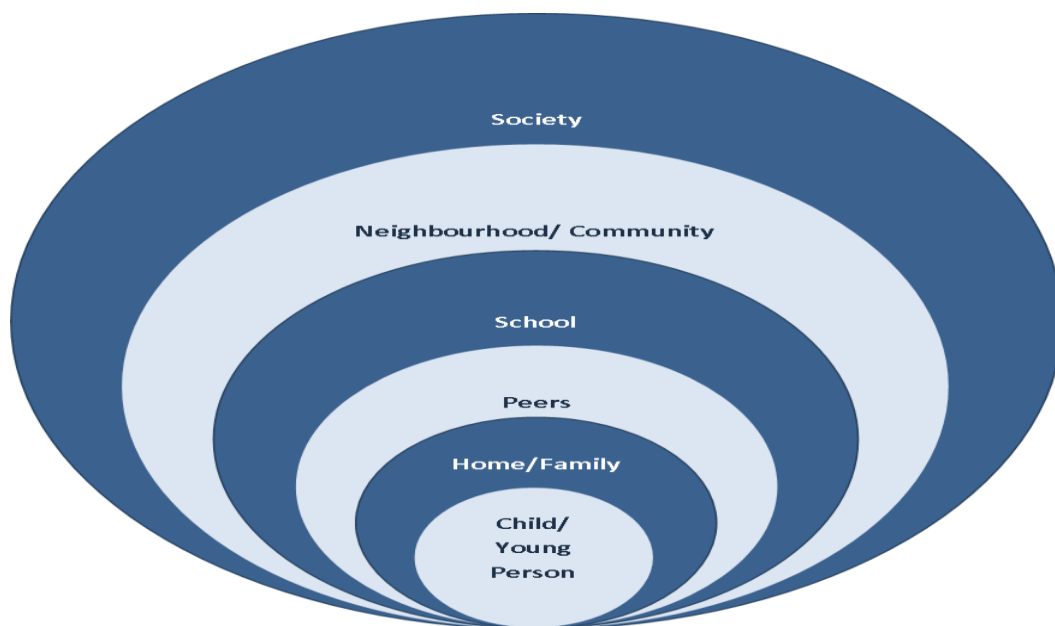 Society
Neighbourhood/ Community
School
Peers
Home/Family
Child/
Young
Person